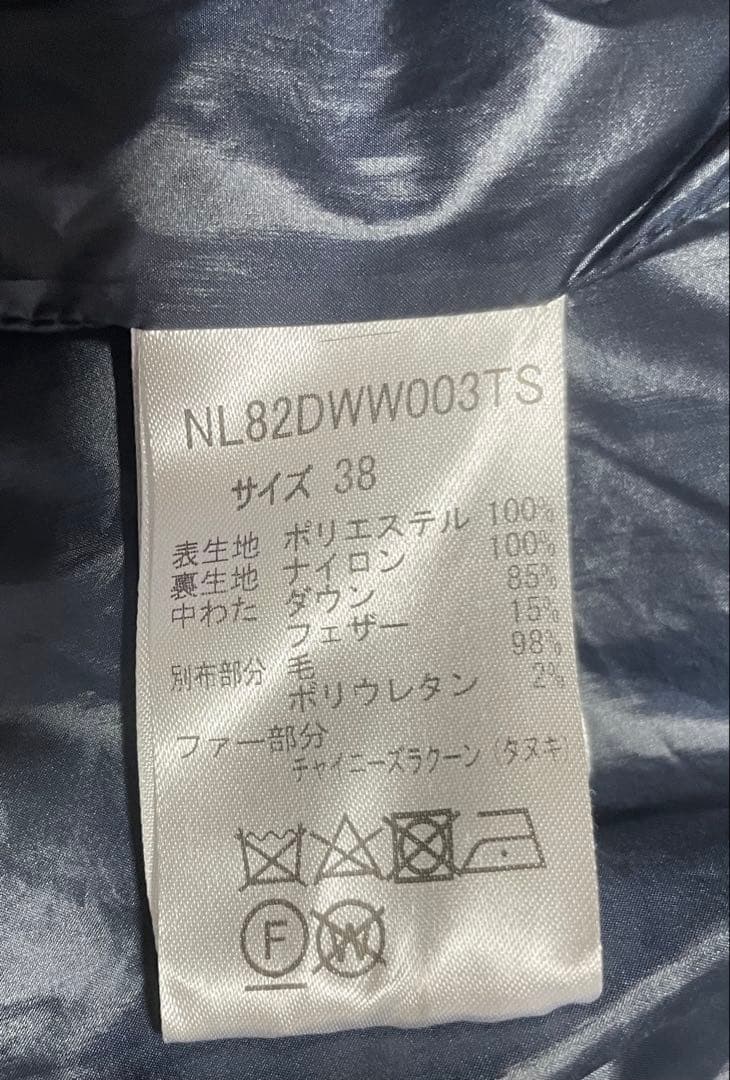 NL82DWW003TS
サイズ 38
表生地 ポリエステル 100%
裏生地 ナイロン 100%
中わた ダウン 85%
フェザー 15%
別布部分 毛 98%
ポリウレタン 2%
ファー部分
チャイニーズラクーン(タヌキ)
F W